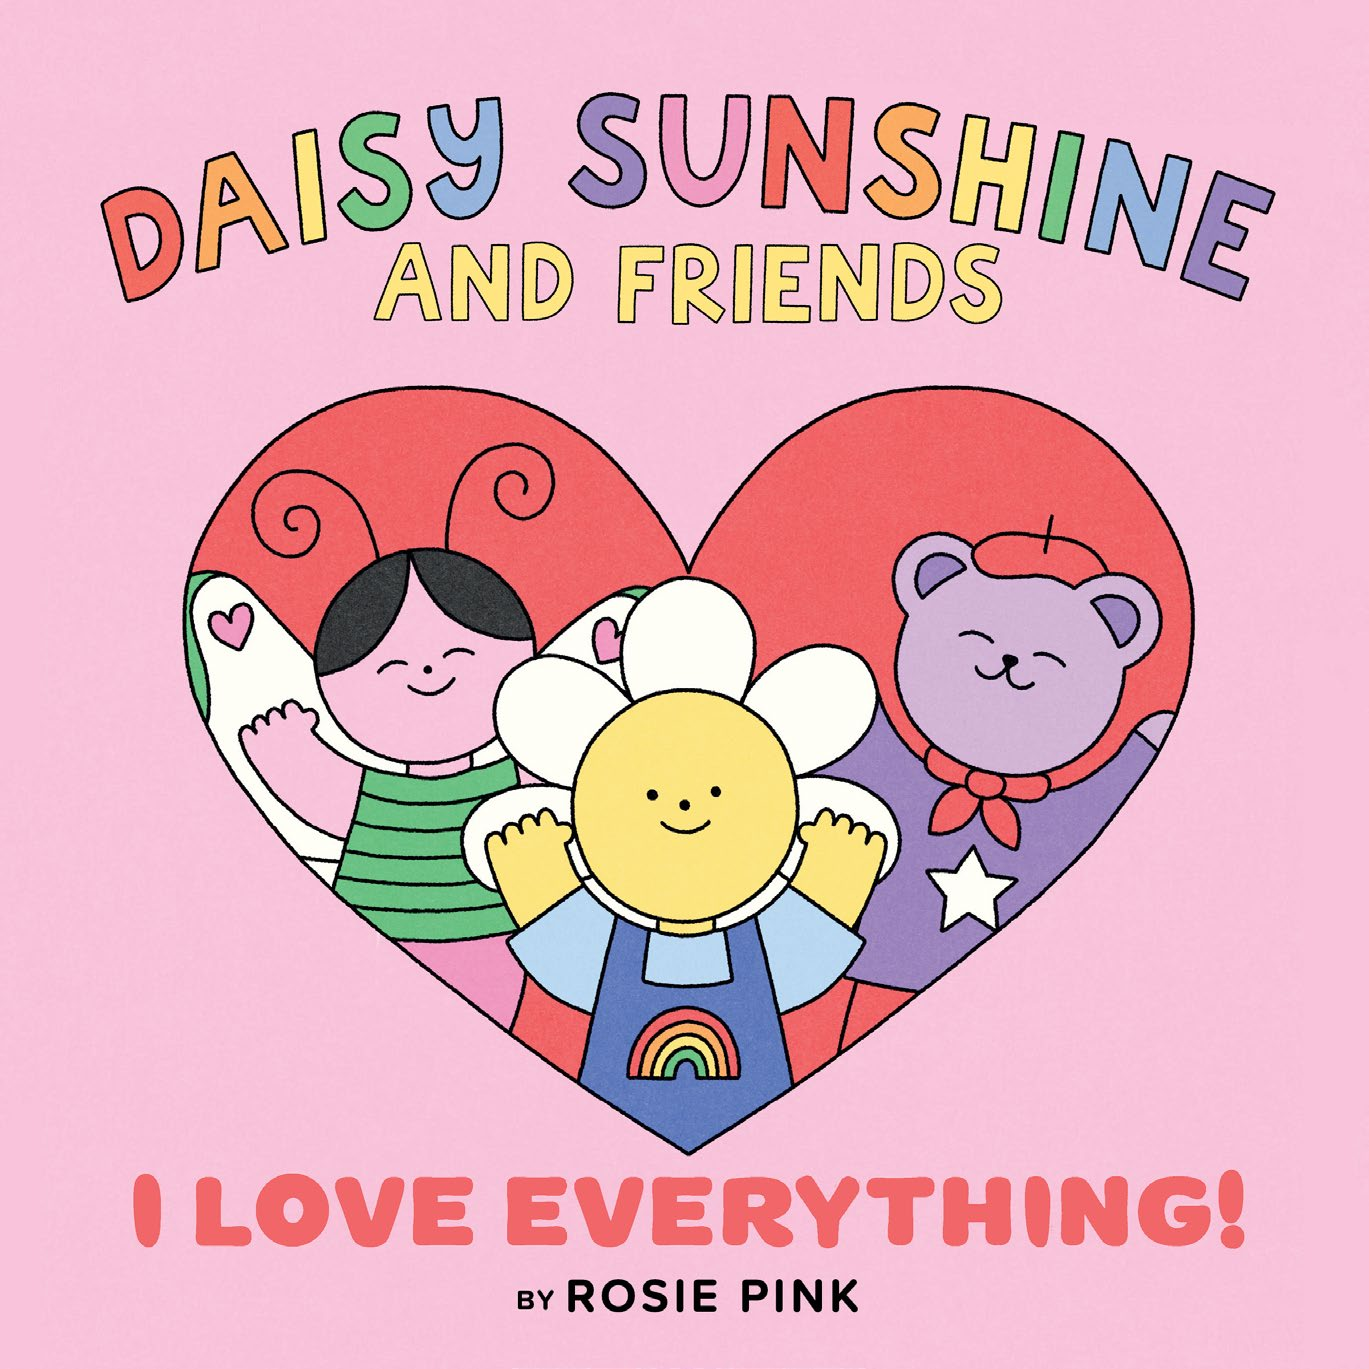 DAISY SUNSHINE
AND FRIENDS
I LOVE EVERYTHING!
BY ROSIE PINK